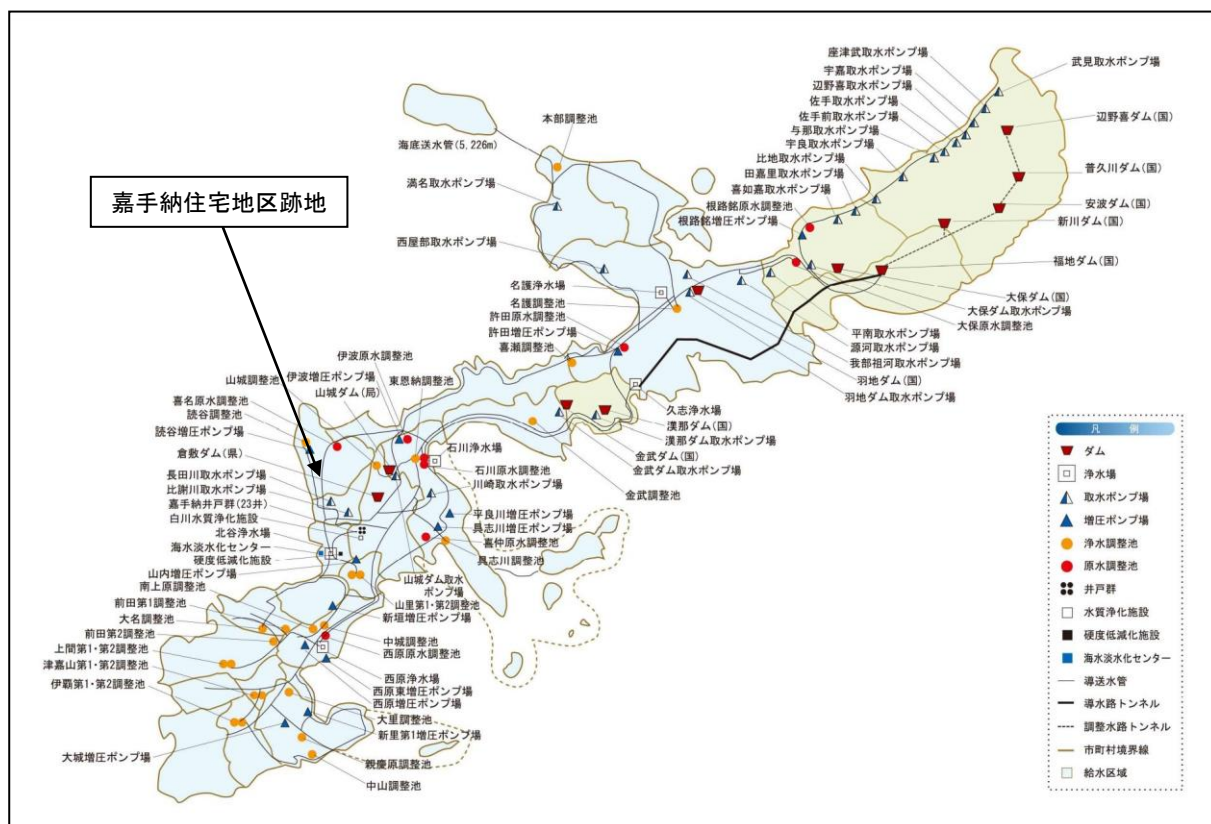 座津武取水ポンプ場
宇嘉取水ポンプ場
辺野喜取水ポンプ場
佐手取水ポンプ場
佐手前取水ポンプ場
与那取水ポンプ場
宇良取水ポンプ場
比地取水ポンプ場
田嘉里取水ポンプ場
喜如嘉取水ポンプ場
根路銘原水調整池
根路銘増圧ポンプ場
武見取水ポンプ場
辺野喜ダム(国)
普久川ダム(国)
安波ダム(国)
新川ダム(国)
福地ダム(国)
大保ダム(国)
大保ダム取水ポンプ場
大保原水調整池
平南取水ポンプ場
源河取水ポンプ場
我部祖河取水ポンプ場
羽地ダム(国)
羽地ダム取水ポンプ場
本部調整池
海底送水管(5,226m)
満名取水ポンプ場
嘉手納住宅地区跡地
西屋部取水ポンプ場
名護浄水場
名護調整池
許田原水調整池
許田増圧ポンプ場
喜瀬調整池
伊波原水調整池
伊波増圧ポンプ場
東恩納調整池
山城調整池
山城ダム(局)
喜名原水調整池
読谷調整池
読谷増圧ポンプ場
倉敷ダム(県)
長田川取水ポンプ場
比謝川取水ポンプ場
嘉手納井戸群(23井)
白川水質浄化施設
北谷浄水場
海水淡水化センター
硬度低減化施設
山内増圧ポンプ場
南上原調整池
前田第1調整池
大名調整池
前田第2調整池
上間第1・第2調整池
津嘉山第1・第2調整池
伊覇第1・第2調整池
大城増圧ポンプ場
久志浄水場
漢那ダム(国)
漢那ダム取水ポンプ場
金武ダム(国)
金武ダム取水ポンプ場
金武調整池
石川浄水場
石川原水調整池
川崎取水ポンプ場
平良川増圧ポンプ場
具志川増圧ポンプ場
喜仲原水調整池
具志川調整池
山城ダム取水
ポンプ場
山里第1・第2調整池
新垣増圧ポンプ場
中城調整池
西原原水調整池
西原浄水場
西原東増圧ポンプ場
西原増圧ポンプ場
大里調整池
新里第1増圧ポンプ場
親慶原調整池
中山調整池
凡 例
ダム
浄水場
取水ポンプ場
増圧ポンプ場
浄水調整池
原水調整池
井戸群
水質浄化施設
硬度低減化施設
海水淡水化センター
導送水管
導水路トンネル
調整水路トンネル
市町村境界線
給水区域